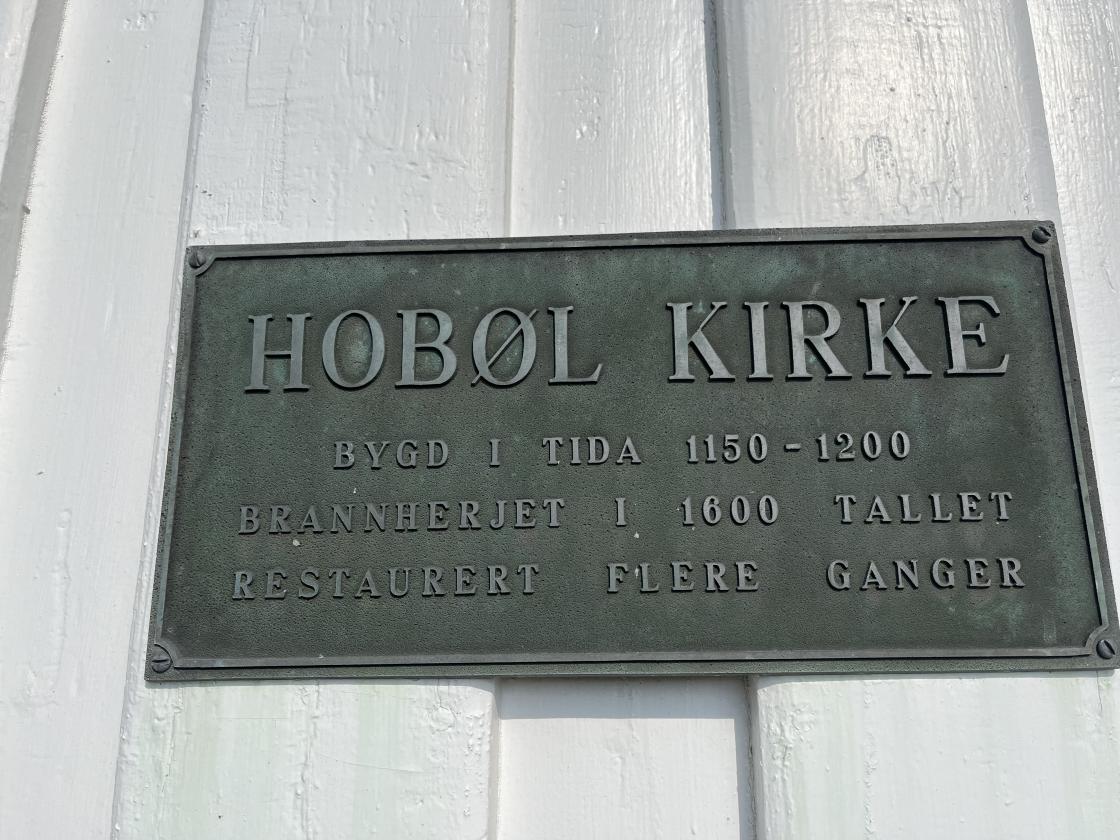 HOBØL KIRKE
BYGD I TIDA 1150-1200
BRANNHERJET I 1600 TALLET
RESTAURERT FLERE GANGER